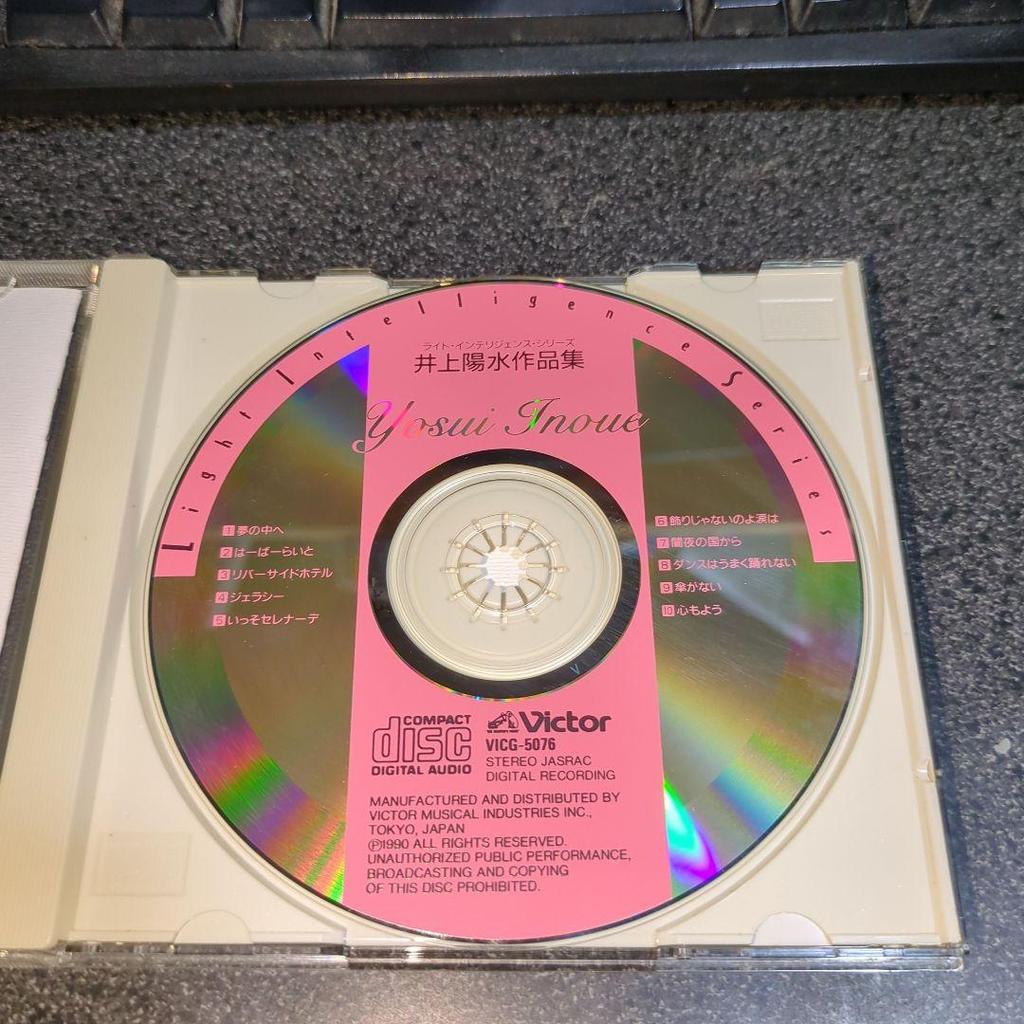 Light Intelligence Series
ライト・インテリジェンス・シリーズ
井上陽水作品集
Yosui Inoue
1 夢の中へ
2 はーばーらいと
3 リバーサイドホテル
4 ジェラシー
5 いっそセレナーデ
6 飾りじゃないのよ涙は
7 闇夜の国から
8 ダンスはうまく踊れない
9 傘がない
10 心もよう
COMPACT
disc
DIGITAL AUDIO
Victor
VICG-5076
STEREO JASRAC
DIGITAL RECORDING
MANUFACTURED AND DISTRIBUTED BY
VICTOR MUSICAL INDUSTRIES INC.,
TOKYO, JAPAN
Ⓟ1990 ALL RIGHTS RESERVED.
UNAUTHORIZED PUBLIC PERFORMANCE,
BROADCASTING AND COPYING
OF THIS DISC PROHIBITED.